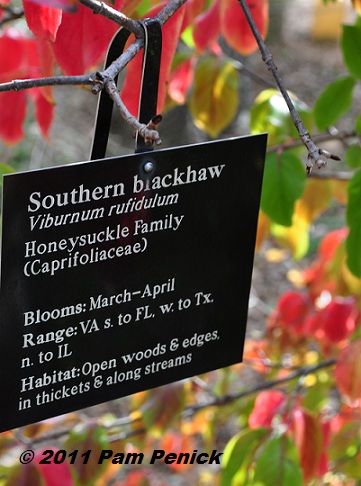 Southern blackhaw
Viburnum rufidulum
Honeysuckle Family
(Caprifoliaceae)
Blooms: March-April
Range: VA s. to FL, w. to Tx.
n. to IL
Habitat: Open woods & edges,
in thickets & along streams
© 2011 Pam Penick